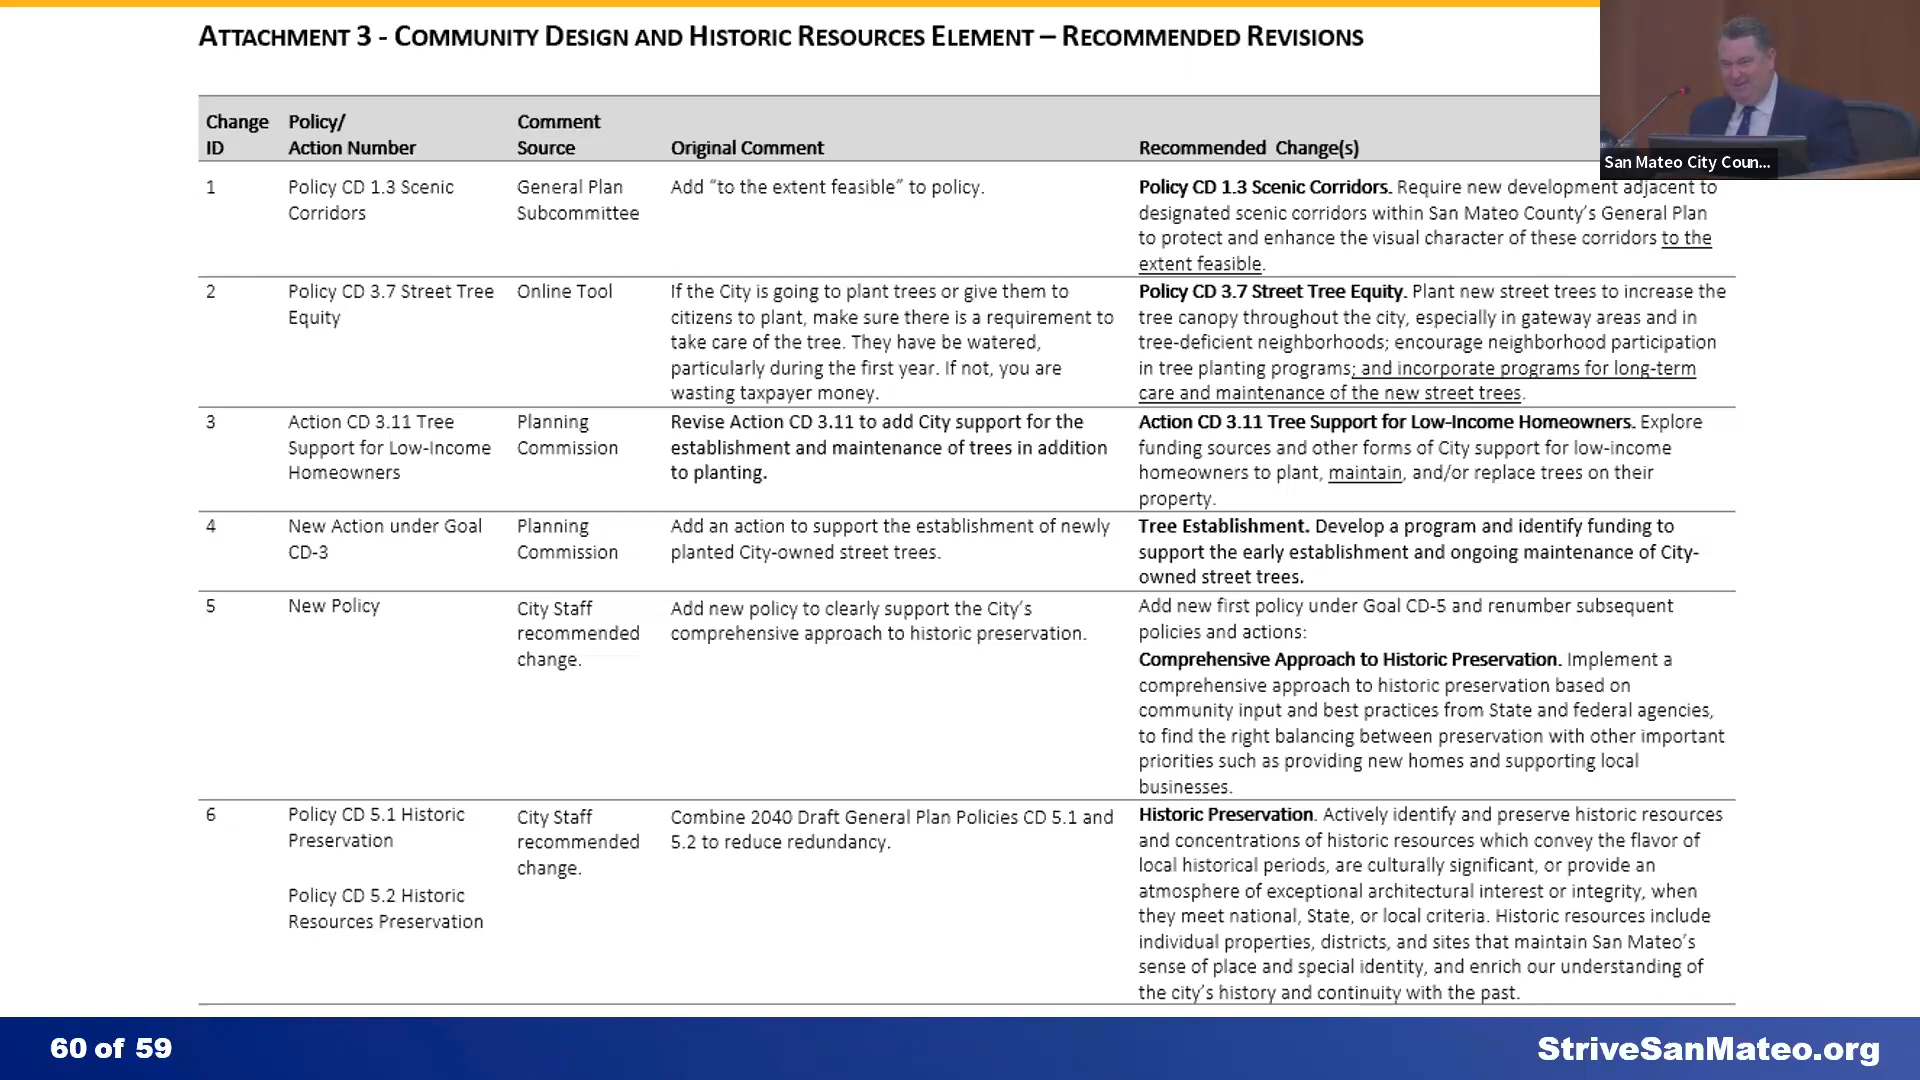 ATTACHMENT 3 - COMMUNITY DESIGN AND HISTORIC RESOURCES ELEMENT – RECOMMENDED REVISIONS
San Mateo City Coun...
Change ID
Policy/
Action Number
Comment
Source
Original Comment
Recommended Change(s)
1
Policy CD 1.3 Scenic
Corridors
General Plan
Subcommittee
Add “to the extent feasible” to policy.
Policy CD 1.3 Scenic Corridors. Require new development adjacent to
designated scenic corridors within San Mateo County’s General Plan
to protect and enhance the visual character of these corridors to the
extent feasible.
2
Policy CD 3.7 Street Tree
Equity
Online Tool
If the City is going to plant trees or give them to
citizens to plant, make sure there is a requirement to
take care of the tree. They have be watered,
particularly during the first year. If not, you are
wasting taxpayer money.
Policy CD 3.7 Street Tree Equity. Plant new street trees to increase the
tree canopy throughout the city, especially in gateway areas and in
tree-deficient neighborhoods; encourage neighborhood participation
in tree planting programs; and incorporate programs for long-term
care and maintenance of the new street trees.
3
Action CD 3.11 Tree
Support for Low-Income
Homeowners
Planning
Commission
Revise Action CD 3.11 to add City support for the
establishment and maintenance of trees in addition
to planting.
Action CD 3.11 Tree Support for Low-Income Homeowners. Explore
funding sources and other forms of City support for low-income
homeowners to plant, maintain, and/or replace trees on their
property.
4
New Action under Goal
CD-3
Planning
Commission
Add an action to support the establishment of newly
planted City-owned street trees.
Tree Establishment. Develop a program and identify funding to
support the early establishment and ongoing maintenance of City-
owned street trees.
5
New Policy
City Staff
recommended
change.
Add new policy to clearly support the City’s
comprehensive approach to historic preservation.
Add new first policy under Goal CD-5 and renumber subsequent
policies and actions:
Comprehensive Approach to Historic Preservation. Implement a
comprehensive approach to historic preservation based on
community input and best practices from State and federal agencies,
to find the right balancing between preservation with other important
priorities such as providing new homes and supporting local
businesses.
6
Policy CD 5.1 Historic
Preservation
Policy CD 5.2 Historic
Resources Preservation
City Staff
recommended
change.
Combine 2040 Draft General Plan Policies CD 5.1 and
5.2 to reduce redundancy.
Historic Preservation. Actively identify and preserve historic resources
and concentrations of historic resources which convey the flavor of
local historical periods, are culturally significant, or provide an
atmosphere of exceptional architectural interest or integrity, when
they meet national, State, or local criteria. Historic resources include
individual properties, districts, and sites that maintain San Mateo’s
sense of place and special identity, and enrich our understanding of
the city’s history and continuity with the past.
60 of 59
StriveSanMateo.org